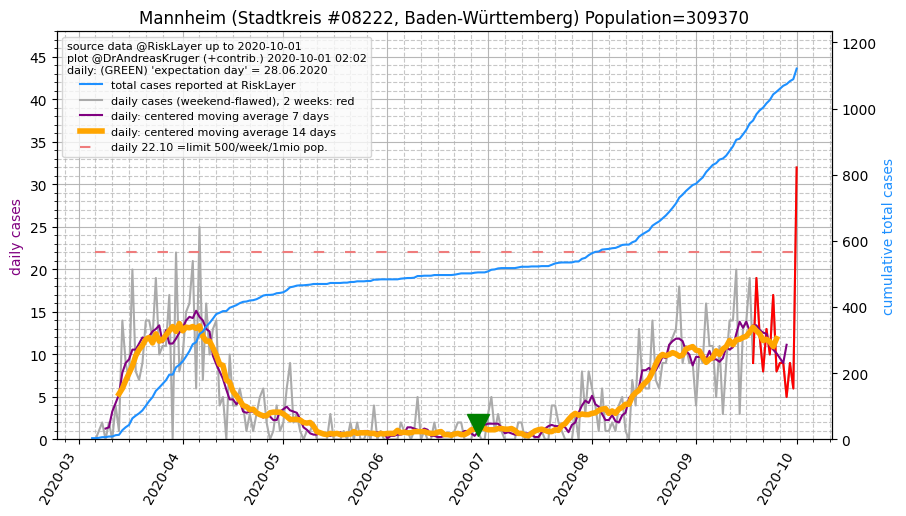 Mannheim (Stadtkreis #08222, Baden-Württemberg) Population=309370
source data @RiskLayer up to 2020-10-01
plot @DrAndreasKruger (+contrib.) 2020-10-01 02:02
daily: (GREEN) 'expectation day' = 28.06.2020
total cases reported at RiskLayer
daily cases (weekend-flawed), 2 weeks: red
daily: centered moving average 7 days
daily: centered moving average 14 days
daily 22.10 =limit 500/week/1mio pop.
daily cases
45
40
35
30
25
20
15
10
5
0
cumulative total cases
1200
1000
800
600
400
200
0
2020-03
2020-04
2020-05
2020-06
2020-07
2020-08
2020-09
2020-10